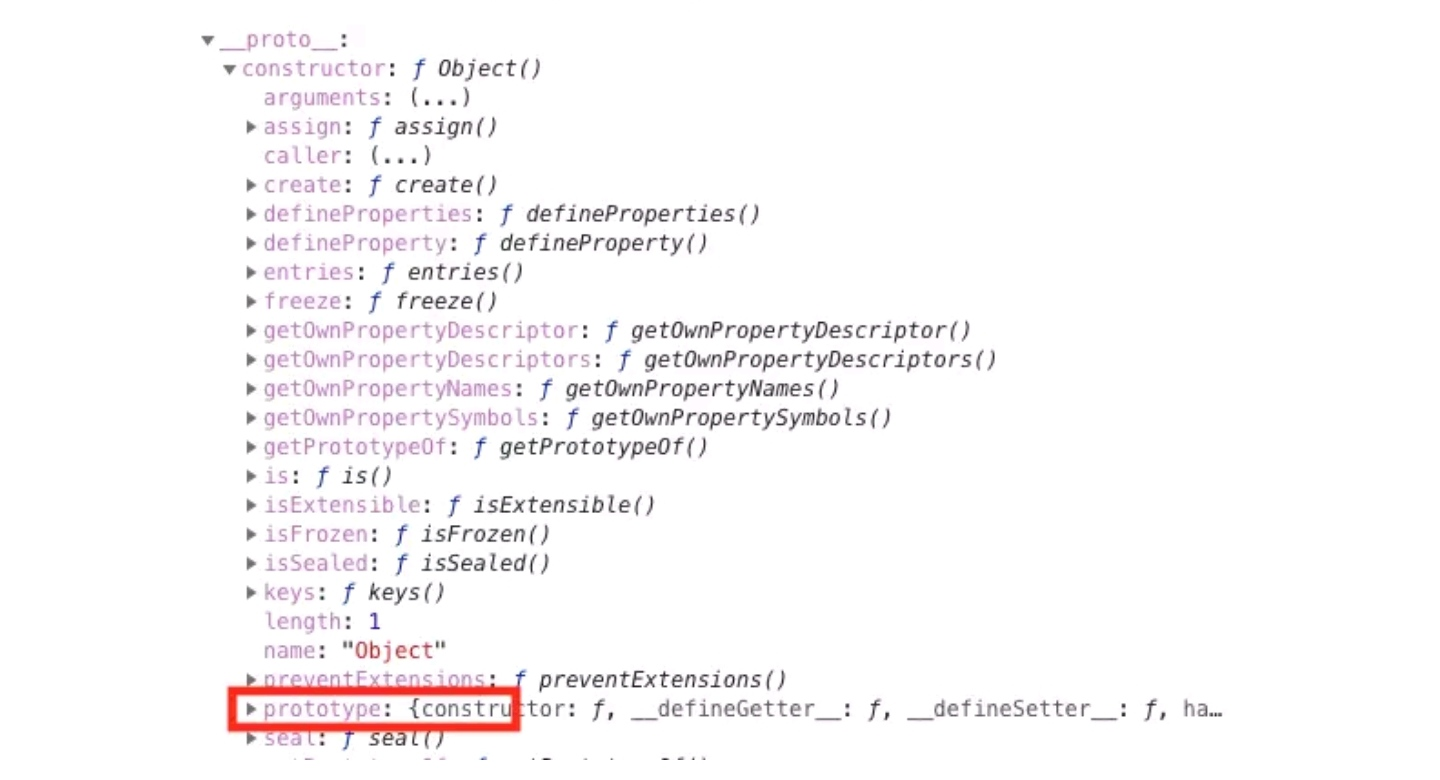 __proto__:
constructor: ƒ Object()
arguments: (...)
assign: ƒ assign()
caller: (...)
create: ƒ create()
defineProperties: ƒ defineProperties()
defineProperty: ƒ defineProperty()
entries: ƒ entries()
freeze: ƒ freeze()
getOwnPropertyDescriptor: ƒ getOwnPropertyDescriptor()
getOwnPropertyDescriptors: ƒ getOwnPropertyDescriptors()
getOwnPropertyNames: ƒ getOwnPropertyNames()
getOwnPropertySymbols: ƒ getOwnPropertySymbols()
getPrototypeOf: ƒ getPrototypeOf()
is: ƒ is()
isExtensible: ƒ isExtensible()
isFrozen: ƒ isFrozen()
isSealed: ƒ isSealed()
keys: ƒ keys()
length: 1
name: "Object"
preventExtensions: ƒ preventExtensions()
prototype: {constructor: ƒ, __defineGetter__: ƒ, __defineSetter__: ƒ, ha…
seal: ƒ seal()